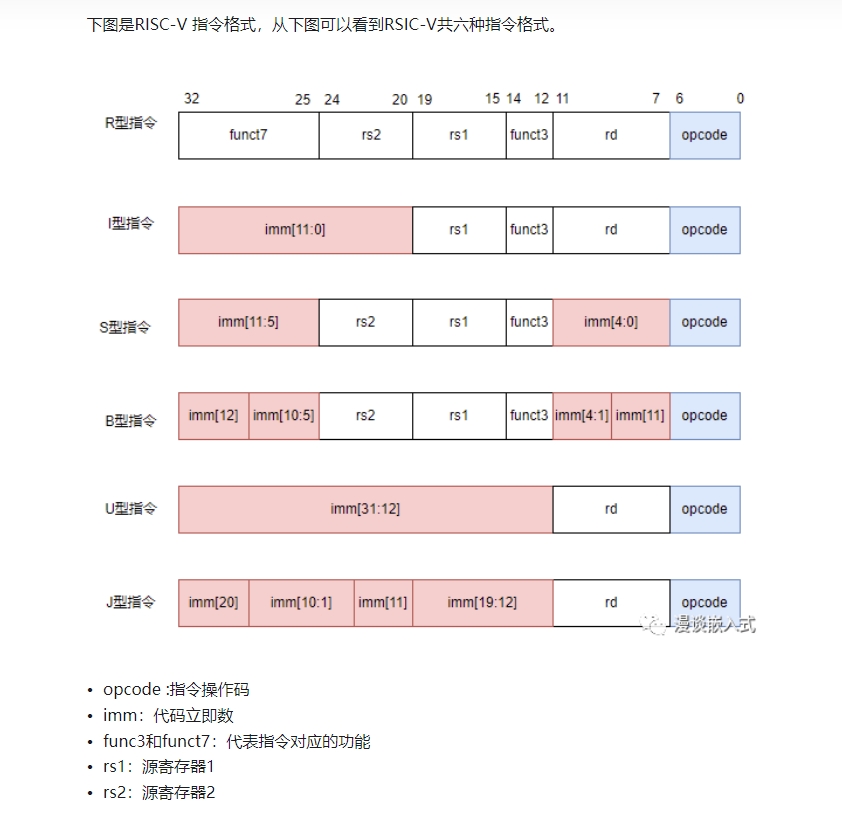 下图是RISC-V 指令格式，从下图可以看到RSIC-V共六种指令格式。
32 25 24 20 19 15 14 12 11 7 6 0
R型指令 funct7 rs2 rs1 funct3 rd opcode
I型指令 imm[11:0] rs1 funct3 rd opcode
S型指令 imm[11:5] rs2 rs1 funct3 imm[4:0] opcode
B型指令 imm[12] imm[10:5] rs2 rs1 funct3 imm[4:1] imm[11] opcode
U型指令 imm[31:12] rd opcode
J型指令 imm[20] imm[10:1] imm[11] imm[19:12] rd opcode
漫谈嵌入式
• opcode :指令操作码
• imm：代码立即数
• func3和funct7：代表指令对应的功能
• rs1：源寄存器1
• rs2：源寄存器2